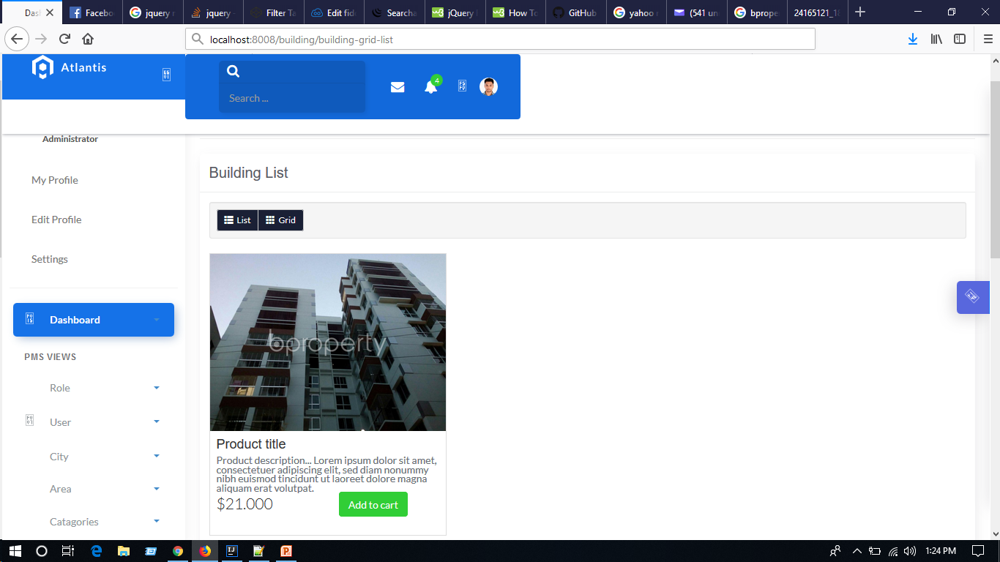 Dash
Facebo
jquery r
jquery -
Filter Ta
Edit fidd
Searcha
jQuery
How To
GitHub
yahoo r
(541 un
bprope
24165121_18
localhost:8008/building/building-grid-list
Atlantis
Search ...
4
Administrator
My Profile
Edit Profile
Settings
Dashboard
PMS VIEWS
Role
User
City
Area
Catagories
Building List
List
Grid
bproperty
Product title
Product description... Lorem ipsum dolor sit amet,
consectetuer adipiscing elit, sed diam nonummy
nibh euismod tincidunt ut laoreet dolore magna
aliquam erat volutpat.
$21.000
Add to cart
1:24 PM